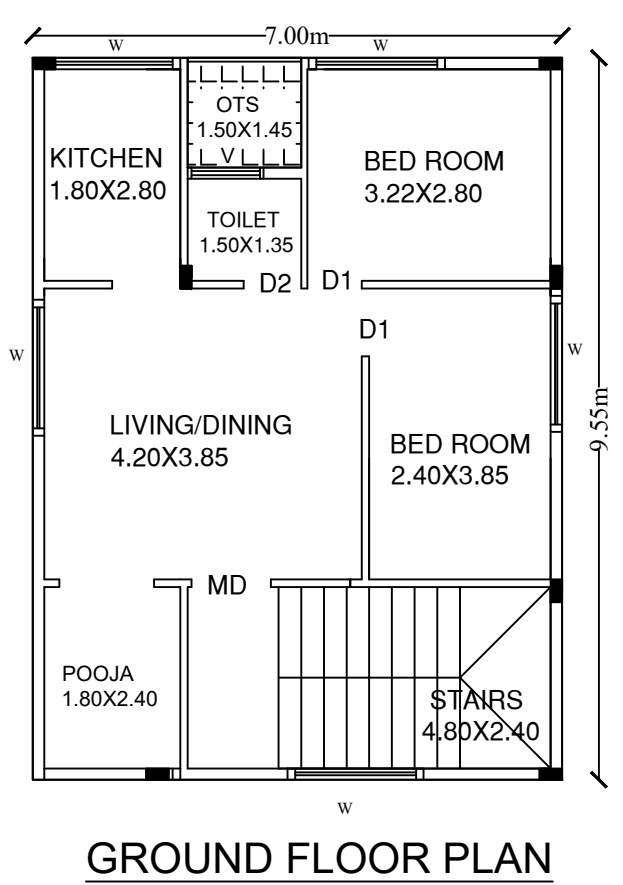 7.00m
W
W
OTS
1.50X1.45
V
KITCHEN
1.80X2.80
BED ROOM
3.22X2.80
TOILET
1.50X1.35
D2
D1
D1
W
W
9.55m
LIVING/DINING
4.20X3.85
BED ROOM
2.40X3.85
MD
POOJA
1.80X2.40
STAIRS
4.80X2.40
W
GROUND FLOOR PLAN